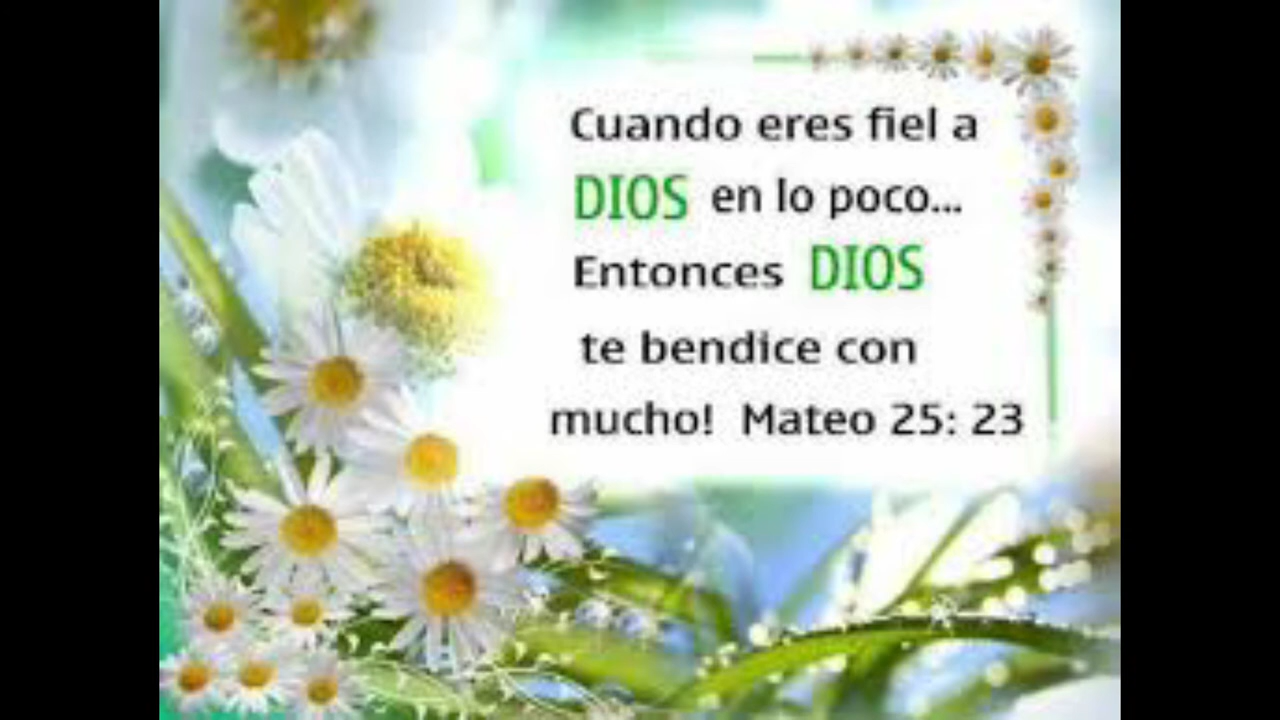 Cuando eres fiel a
DIOS en lo poco...
Entonces DIOS
te bendice con
mucho! Mateo 25: 23